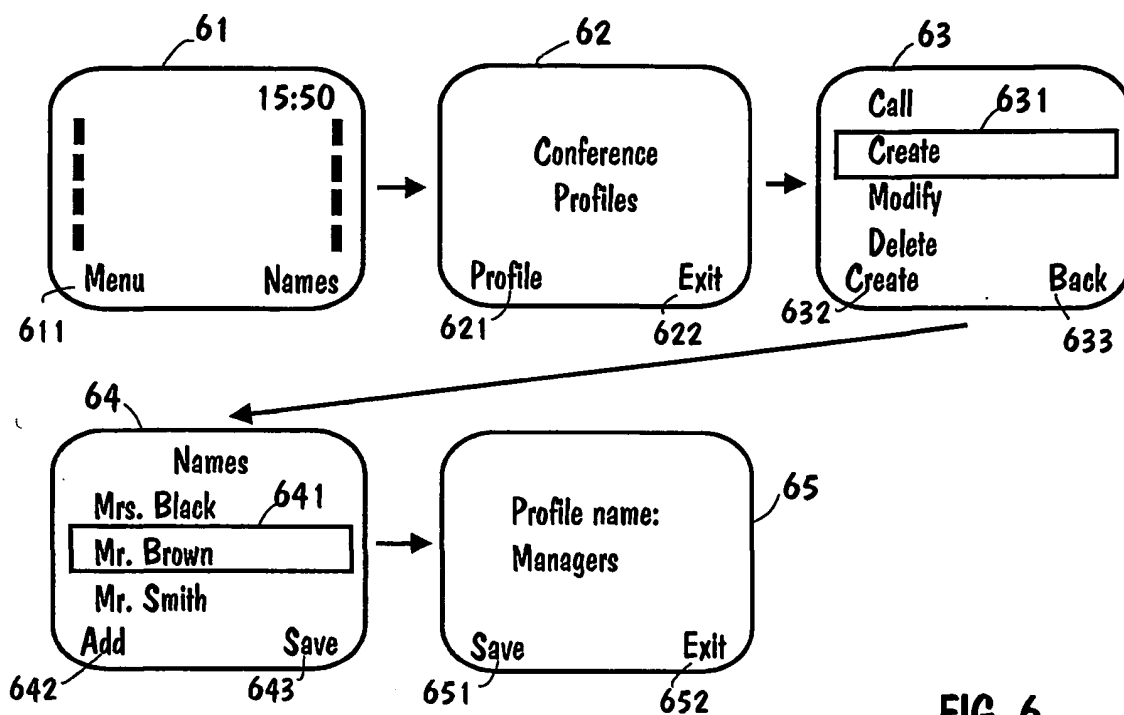 61
15:50
Menu
Names
611
62
Conference
Profiles
Profile
Exit
621
622
63
Call
631
Create
Modify
Delete
Create
Back
632
633
64
Names
Mrs. Black
641
Mr. Brown
Mr. Smith
Add
Save
642
643
65
Profile name:
Managers
Save
Exit
651
652
FIG. 6